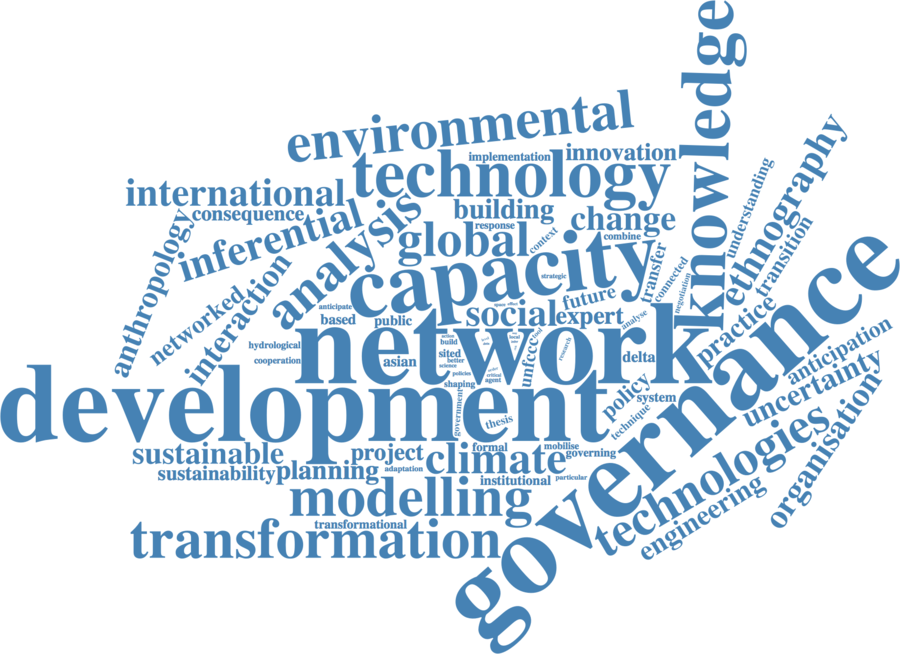 knowledge
environmental
implementation
innovation
technology
international
consequence
building
response
change
combine
context
understanding
ethnography
transition
inferential
analysis
global
capacity
strategic
transfer
connected
negotiation
anthropology
networked
interaction
anticipate
based
public
social
expert
future
analyse
practice
governance
hydrological
cooperation
network
asian
build
sited
better
science
policies
critical
agent
shaping
unfccc
tool
research
delta
anticipation
uncertainty
organisation
development
government
thesis
policy
system
technique
sustainable
sustainability
planning
project
adaptation
climate
formal
mobilise
governing
institutional
particular
modelling
technologies
engineering
transformational
transformation